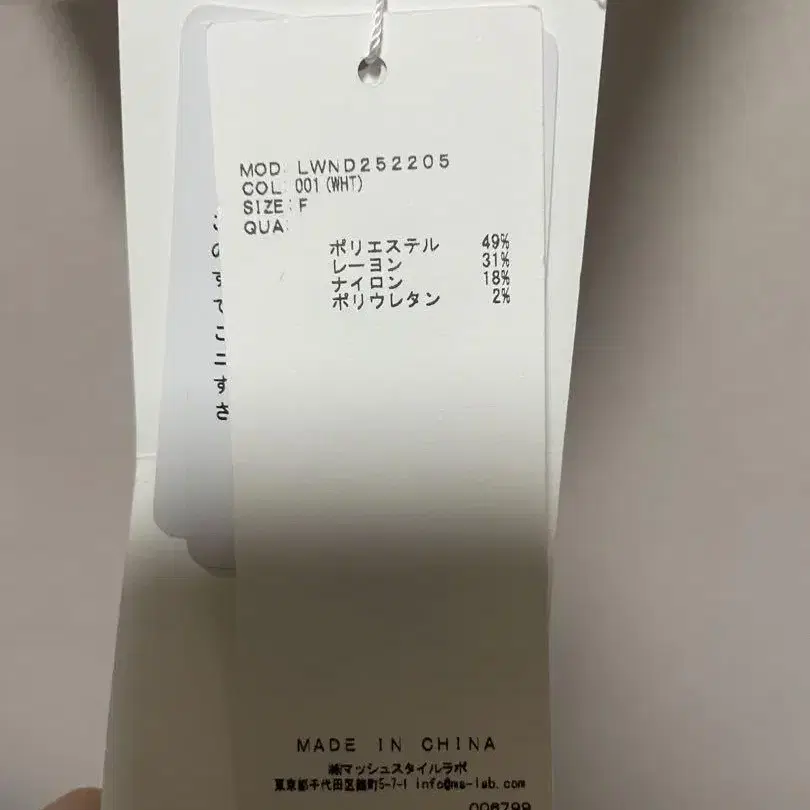 MOD: LWND252205
COL: 001(WHT)
SIZE: F
QUA:
ポリエステル 49%
レーヨン 31%
ナイロン 18%
ポリウレタン 2%
MADE IN CHINA
㈱マッシュスタイルラボ
東京都千代田区麹町5-7-1 info@ms-lab.com
006799